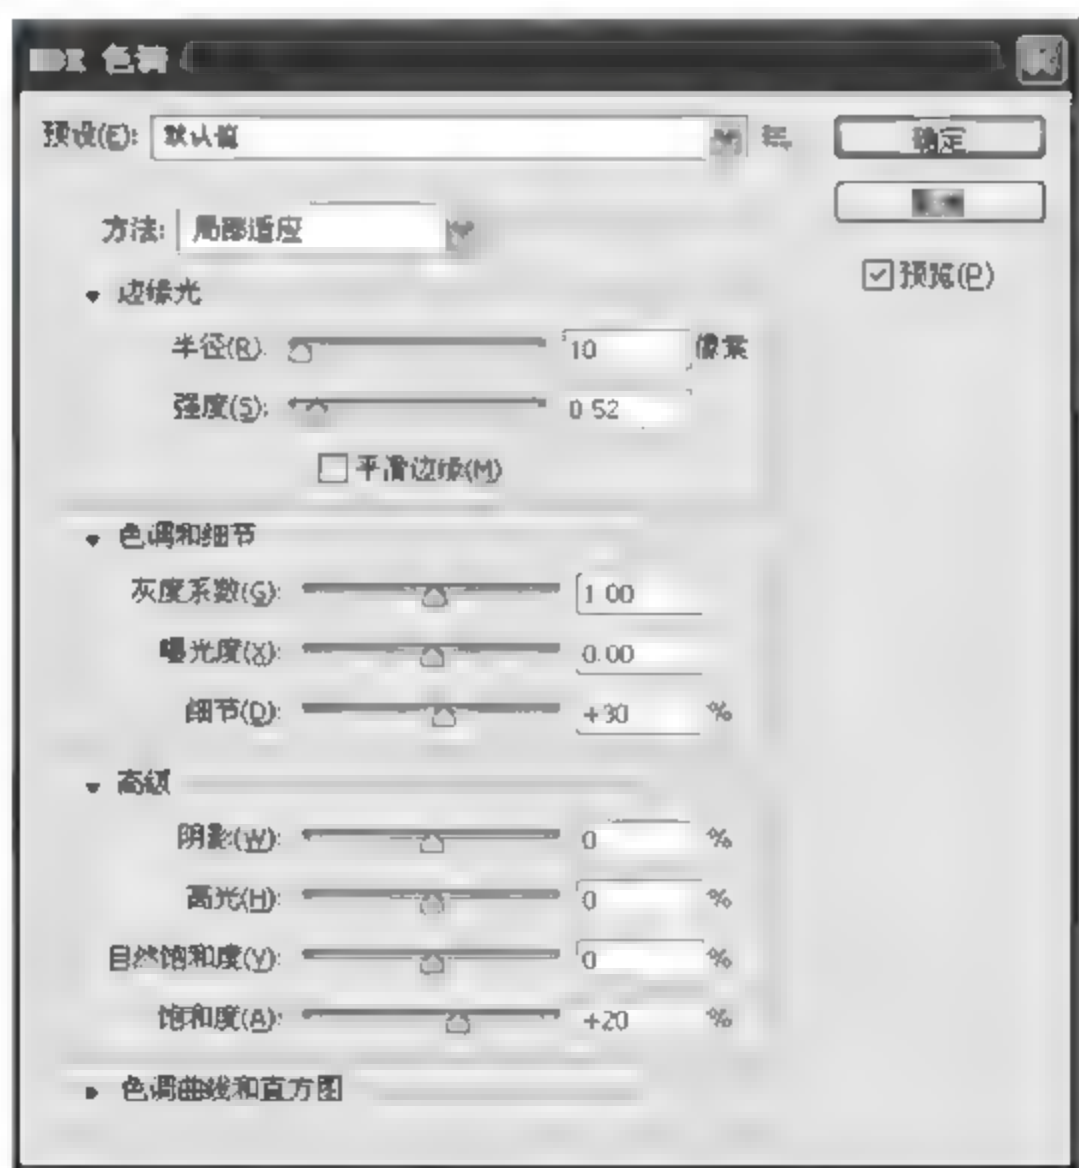 HDR 色调
预设(E): 默认值
确定
方法: 局部适应
预览(P)
边缘光
半径(R): 10 像素
强度(S): 0.52
平滑边缘(M)
色调和细节
灰度系数(G): 1.00
曝光度(X): 0.00
细节(D): +30 %
高级
阴影(W): 0 %
高光(H): 0 %
自然饱和度(V): 0 %
饱和度(A): +20 %
色调曲线和直方图